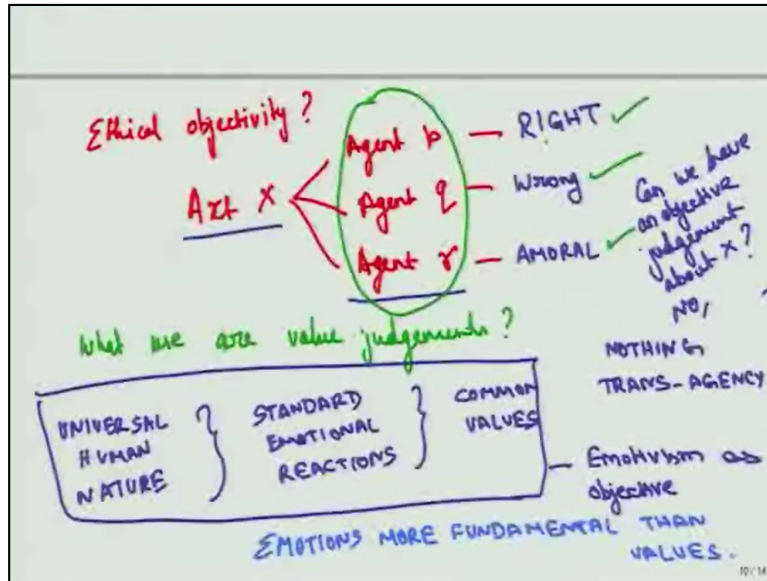 Ethical objectivity?
Act X
Agent p — RIGHT ✓
Agent q — Wrong ✓
Agent r — AMORAL ✓
Can we have
an objective
judgement
about X?
NO,
NOTHING
TRANS-AGENCY
What are value judgements?
UNIVERSAL
HUMAN
NATURE
STANDARD
EMOTIONAL
REACTIONS
COMMON
VALUES
— Emotivism as
objective
EMOTIONS MORE FUNDAMENTAL THAN
VALUES.
10/14